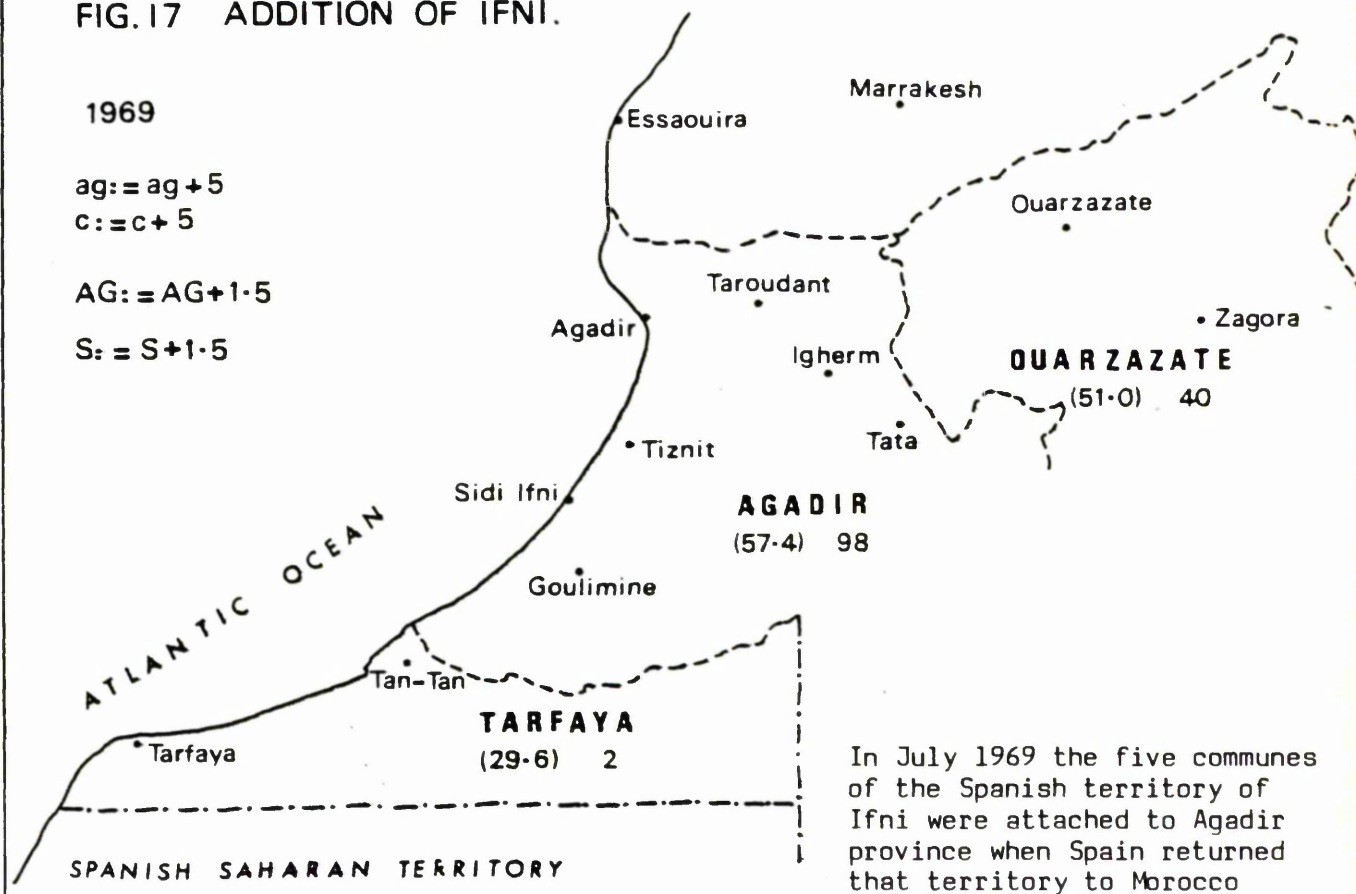 FIG. 17 ADDITION OF IFNI.
1969
ag:=ag+5
c:=c+5
AG:=AG+1·5
S:=S+1·5
Marrakesh
Essaouira
Ouarzazate
Taroudant
Agadir
Zagora
Igherm
OUARZAZATE
(51·0) 40
Tata
Tiznit
Sidi Ifni
AGADIR
(57·4) 98
ATLANTIC OCEAN
Goulimine
Tan-Tan
TARFAYA
(29·6) 2
Tarfaya
SPANISH SAHARAN TERRITORY
In July 1969 the five communes
of the Spanish territory of
Ifni were attached to Agadir
province when Spain returned
that territory to Morocco